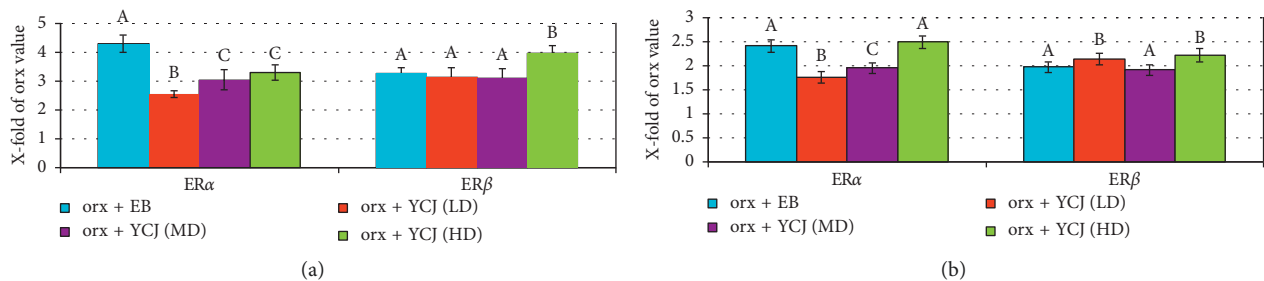 X-fold of orx value
5
4
3
2
1
0
A
B
C
C
A
A
A
B
ERα
ERβ
orx + EB
orx + YCJ (LD)
orx + YCJ (MD)
orx + YCJ (HD)
(a)
X-fold of orx value
3
2.5
2
1.5
1
0.5
0
A
B
C
A
A
B
A
B
ERα
ERβ
orx + EB
orx + YCJ (LD)
orx + YCJ (MD)
orx + YCJ (HD)
(b)